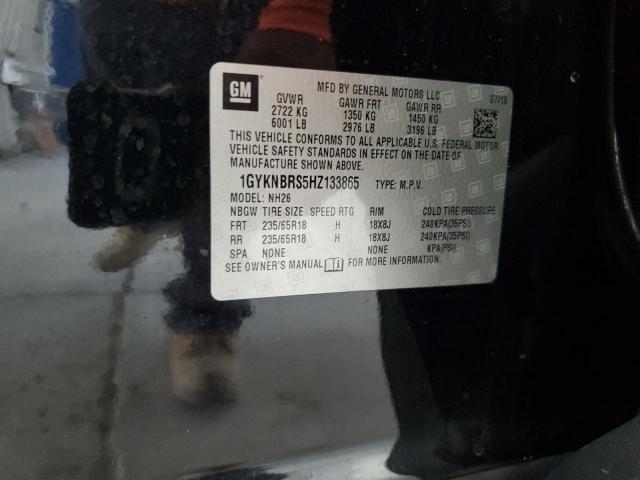 GM
MFD BY GENERAL MOTORS LLC 07/16
GVWR GAWR FRT GAWR RR
2722 KG 1350 KG 1450 KG
6001 LB 2976 LB 3196 LB
THIS VEHICLE CONFORMS TO ALL APPLICABLE U.S. FEDERAL MOTOR
VEHICLE SAFETY STANDARDS IN EFFECT ON THE DATE OF
MANUFACTURE SHOWN ABOVE.
1GYKNBRS5HZ133865 TYPE: M.P.V.
MODEL: NH26
NBGW TIRE SIZE SPEED RTG RIM COLD TIRE PRESSURE
FRT 235/65R18 H 18X8J 240KPA(35PSI)
RR 235/65R18 H 18X8J 240KPA(35PSI)
SPA NONE NONE KPA(PSI)
SEE OWNER'S MANUAL FOR MORE INFORMATION.